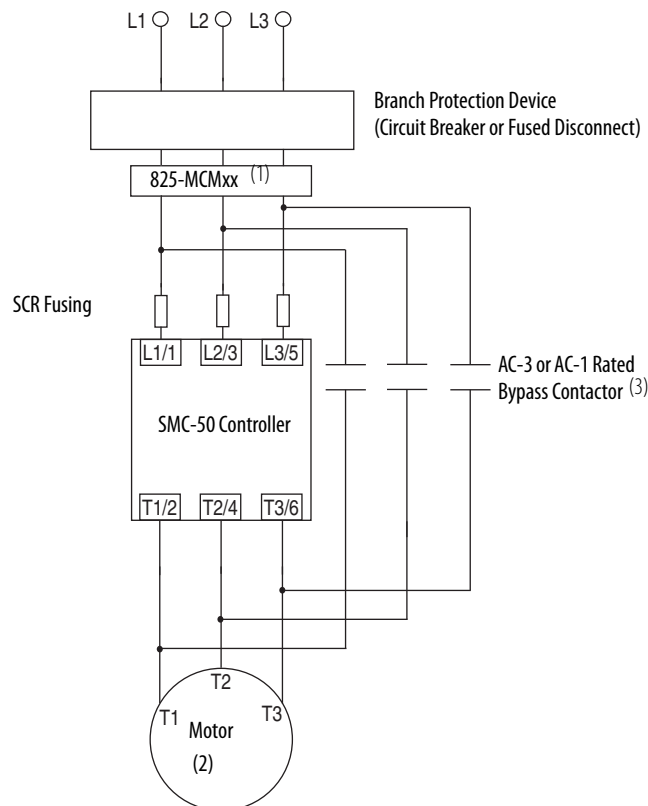 L1 L2 L3
Branch Protection Device
(Circuit Breaker or Fused Disconnect)
825-MCMxx (1)
SCR Fusing
L1/1 L2/3 L3/5
AC-3 or AC-1 Rated
Bypass Contactor (3)
SMC-50 Controller
T1/2 T2/4 T3/6
T2
T1 T3
Motor
(2)